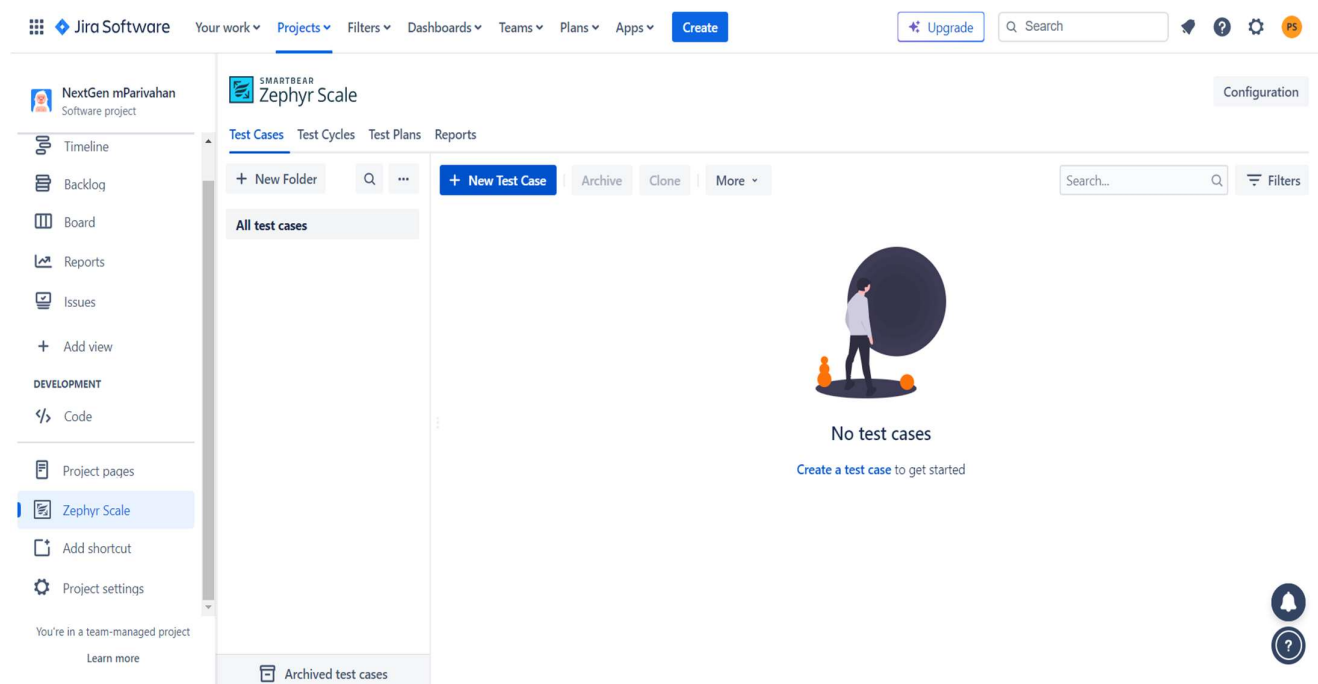 Jira Software Your work Projects Filters Dashboards Teams Plans Apps Create Upgrade Search PS
NextGen mParivahan
Software project
Timeline
Backlog
Board
Reports
Issues
+ Add view
DEVELOPMENT
Code
Project pages
Zephyr Scale
Add shortcut
Project settings
You're in a team-managed project
Learn more
SMARTBEAR
Zephyr Scale
Configuration
Test Cases Test Cycles Test Plans Reports
+ New Folder ...
All test cases
Archived test cases
+ New Test Case Archive Clone More Search... Filters
No test cases
Create a test case to get started
?